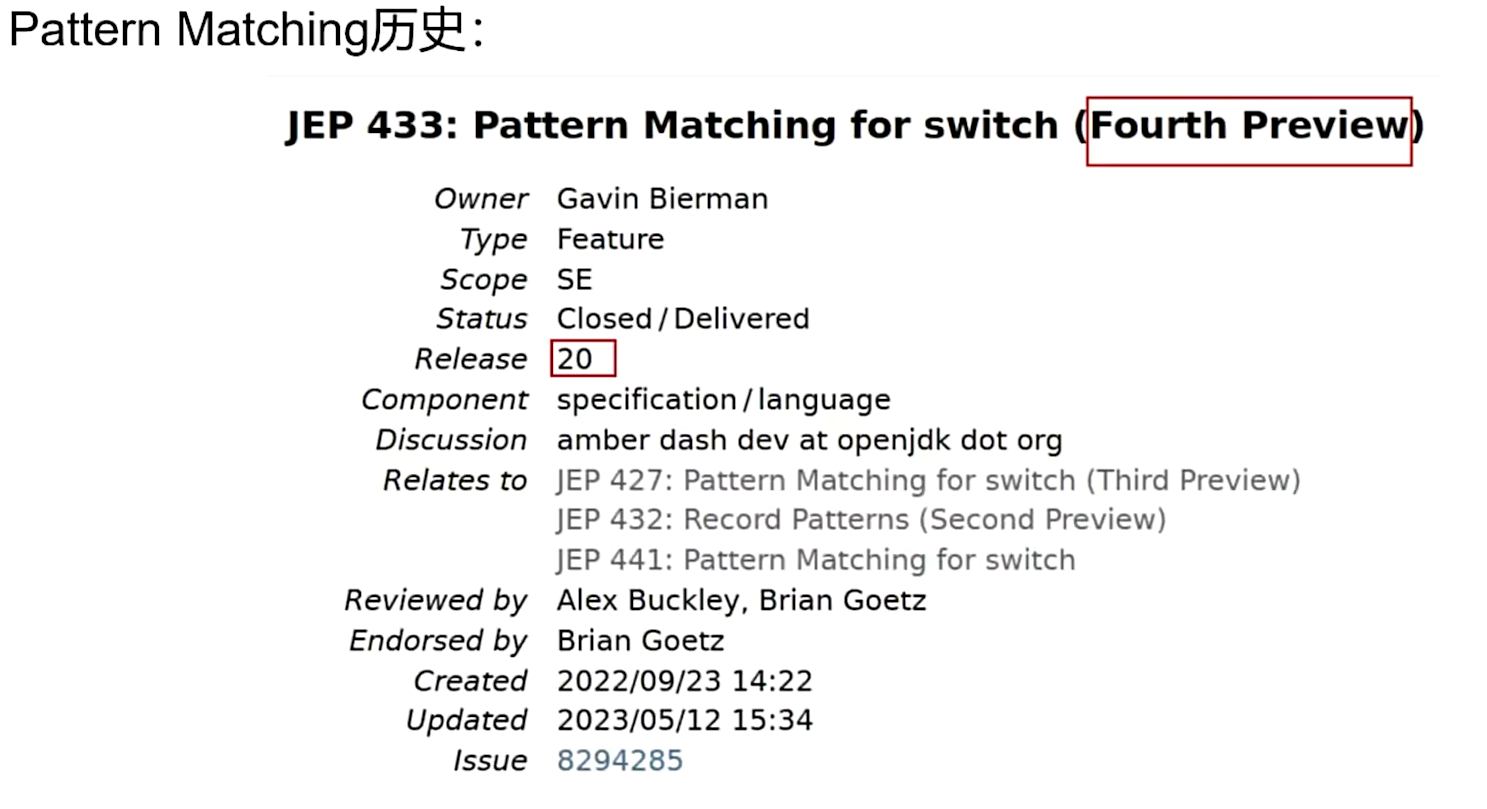 Pattern Matching历史：
JEP 433: Pattern Matching for switch (Fourth Preview)
Owner Gavin Bierman
Type Feature
Scope SE
Status Closed / Delivered
Release 20
Component specification / language
Discussion amber dash dev at openjdk dot org
Relates to JEP 427: Pattern Matching for switch (Third Preview)
JEP 432: Record Patterns (Second Preview)
JEP 441: Pattern Matching for switch
Reviewed by Alex Buckley, Brian Goetz
Endorsed by Brian Goetz
Created 2022/09/23 14:22
Updated 2023/05/12 15:34
Issue 8294285